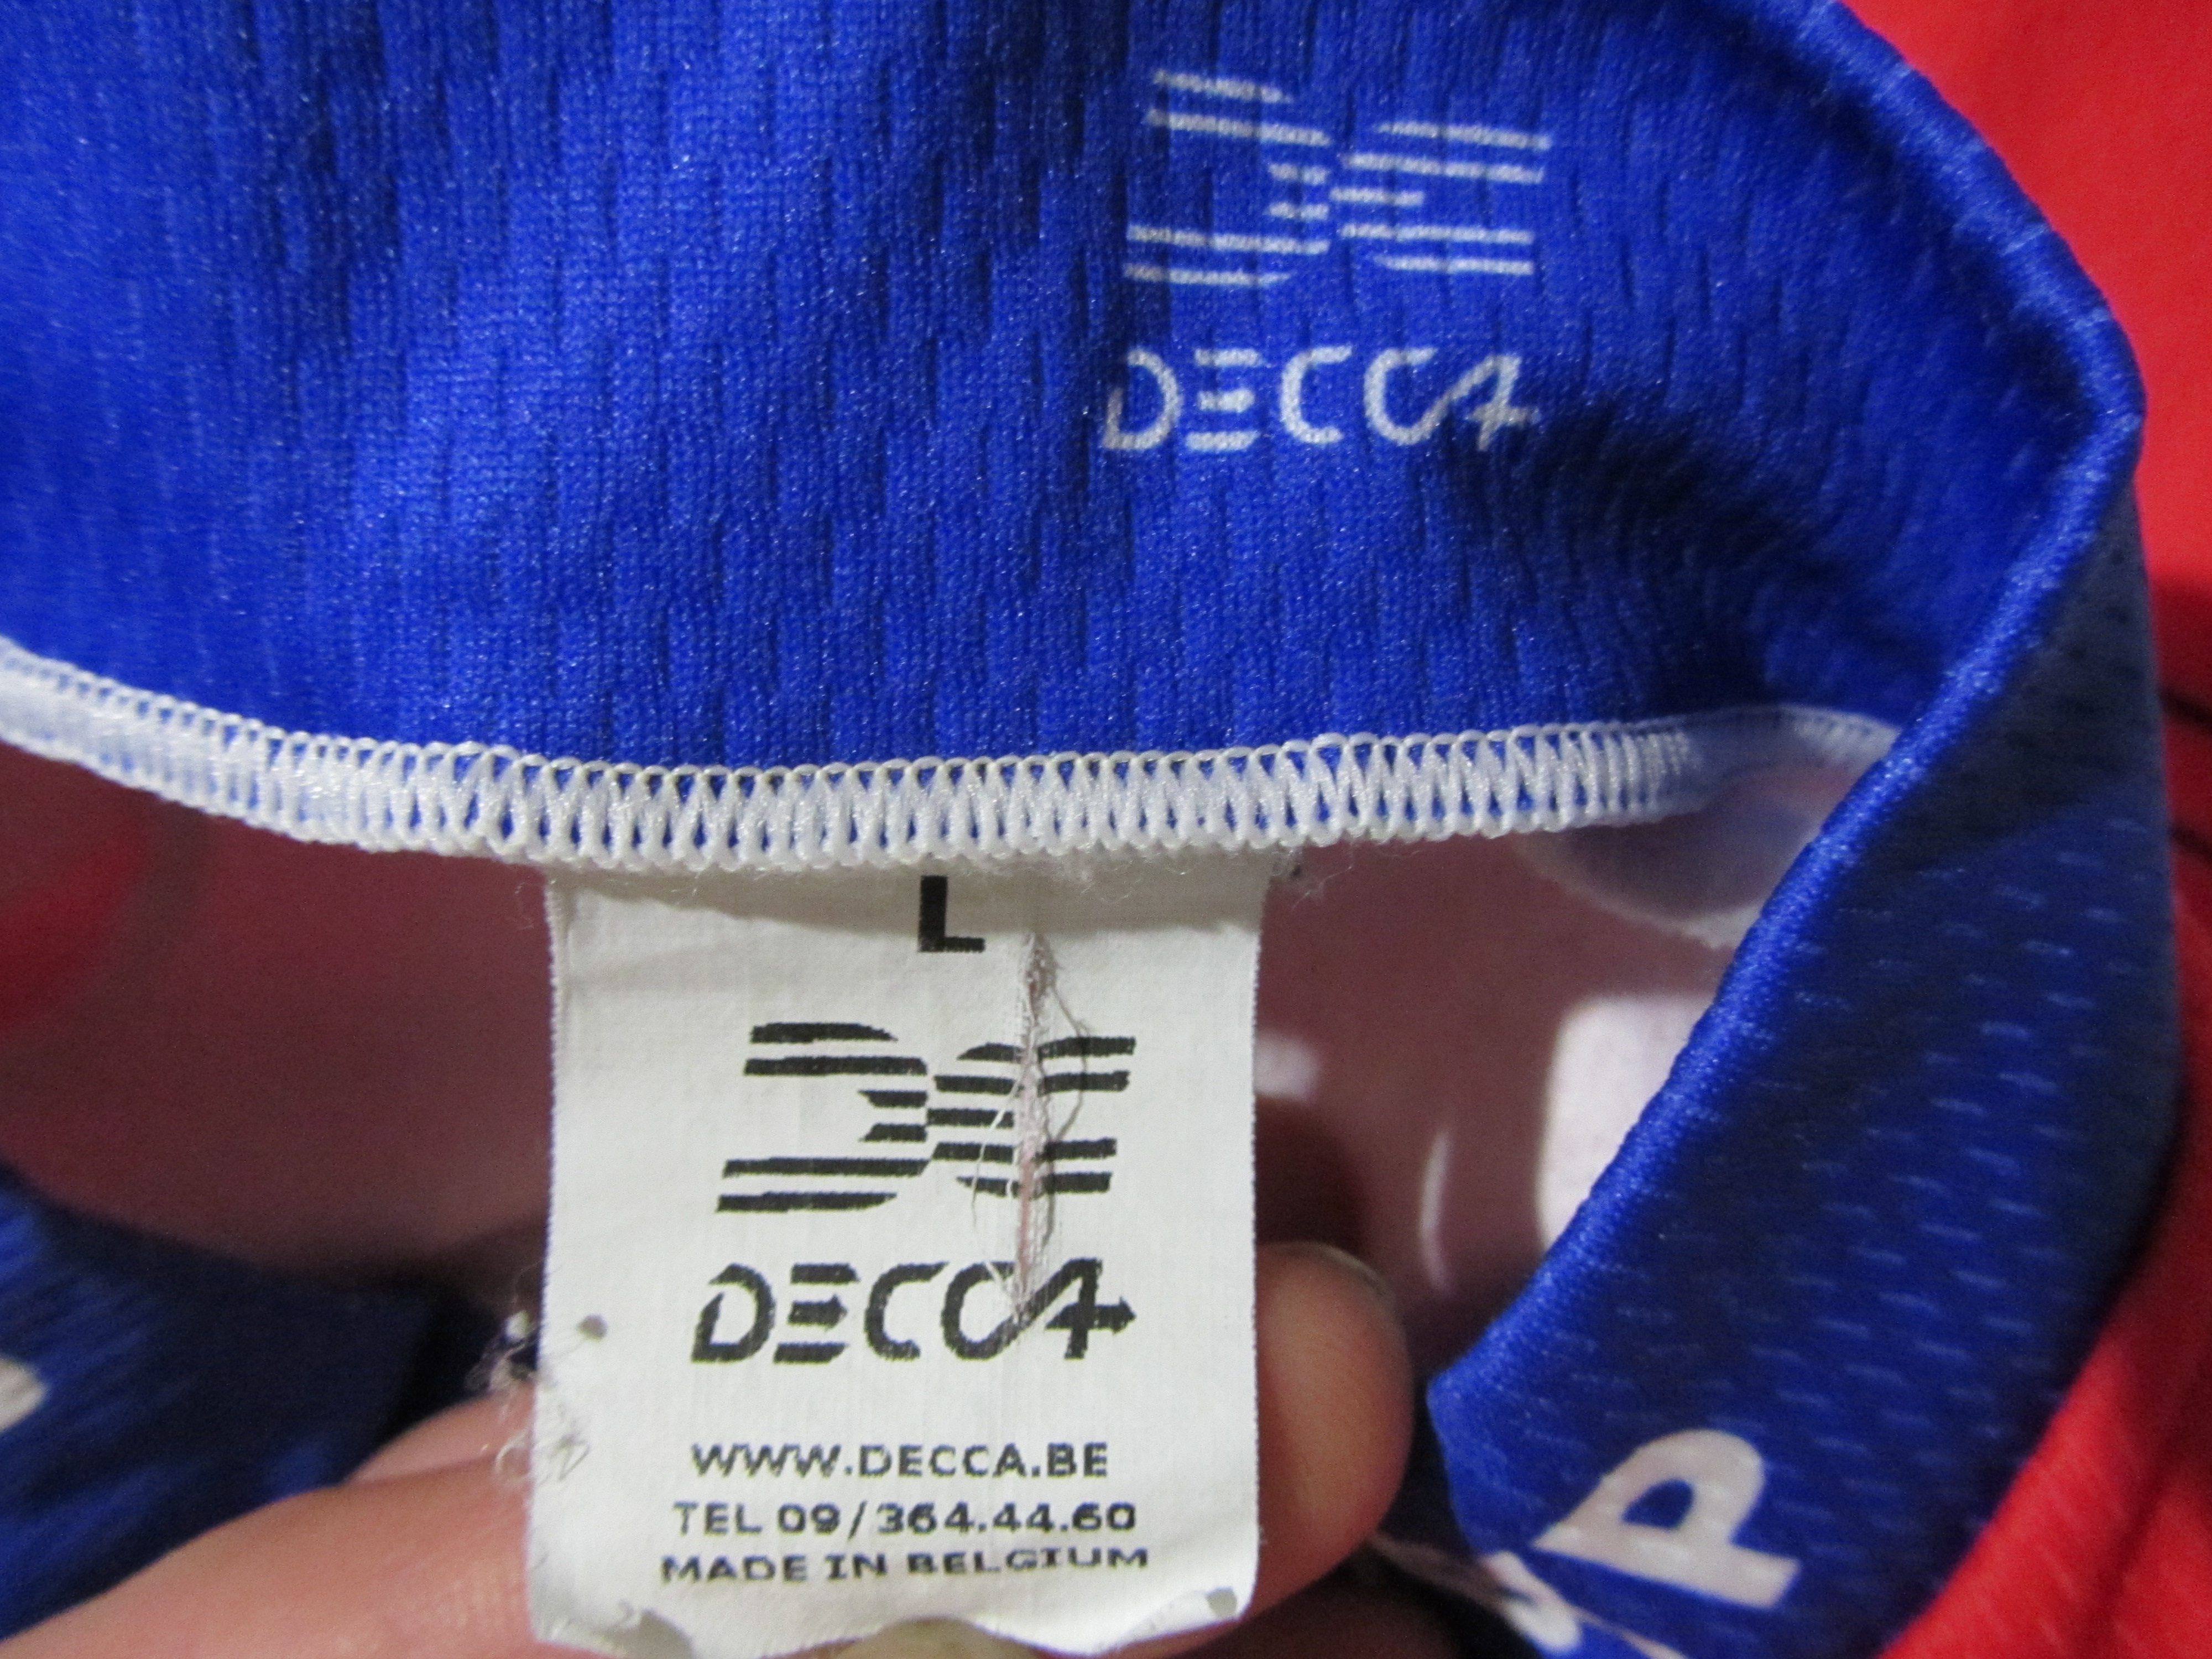 DECCA
L
DECCA
WWW.DECCA.BE
TEL 09/364.44.60
MADE IN BELGIUM
P